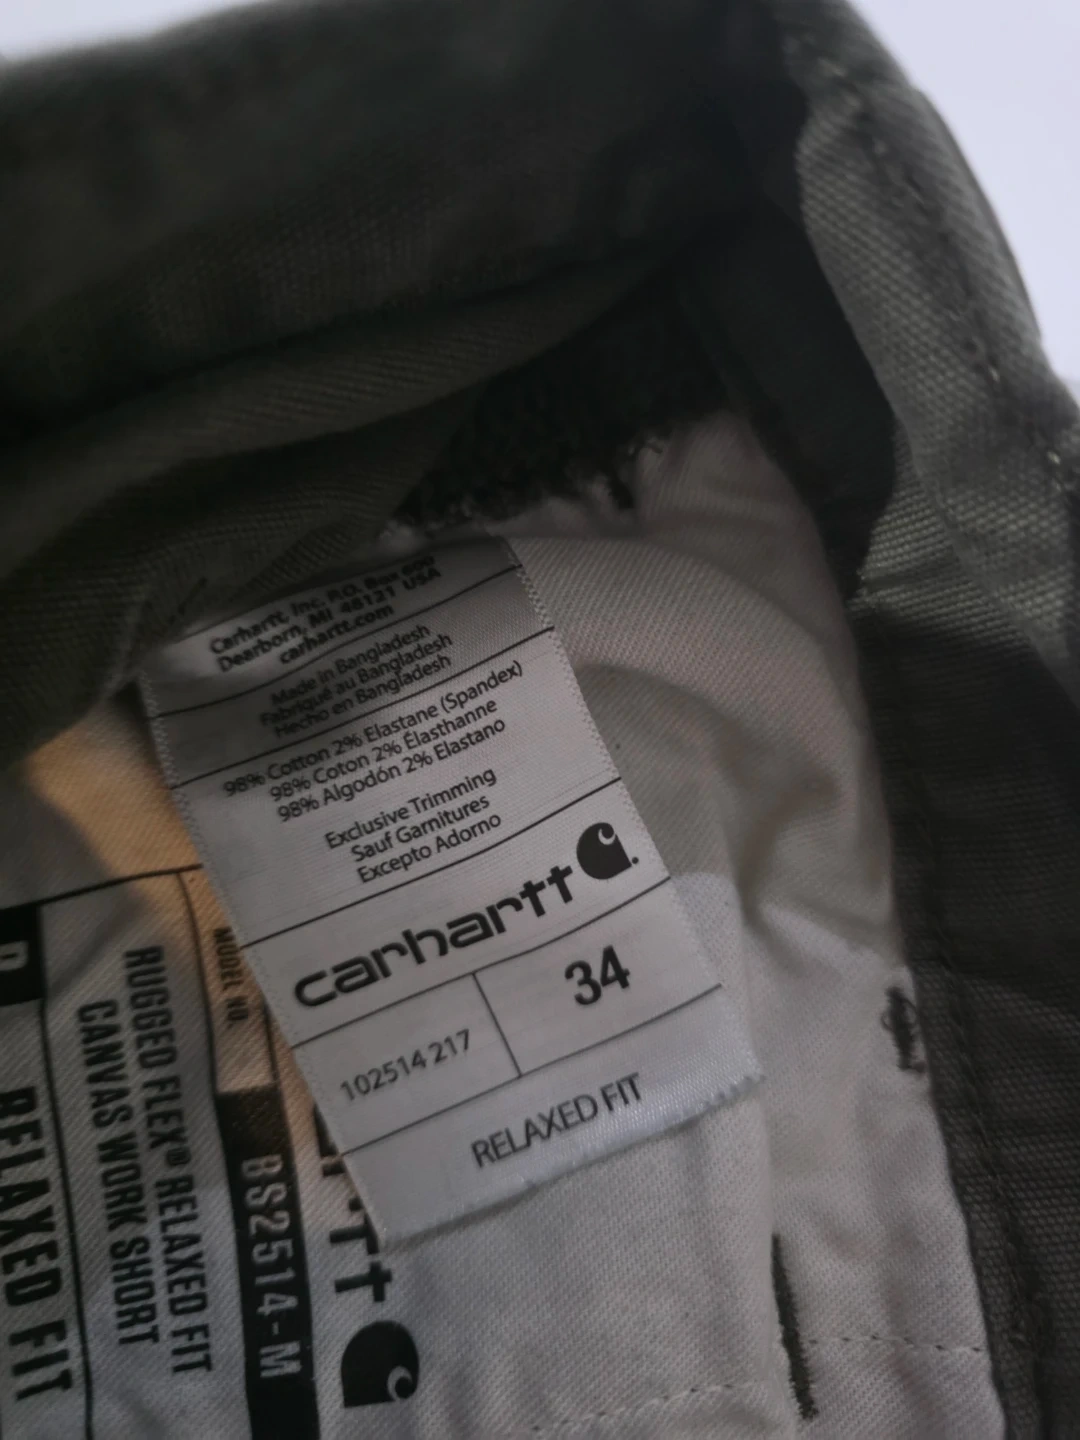 Carhartt, Inc. P.O. Box 600
Dearborn, MI 48121 USA
carhartt.com
Made in Bangladesh
Fabriqué au Bangladesh
Hecho en Bangladesh
98% Cotton 2% Elastane (Spandex)
98% Coton 2% Élasthanne
98% Algodón 2% Elastano
Exclusive Trimming
Sauf Garnitures
Excepto Adorno
carhartt
34
102514 217
RELAXED FIT
MODEL NO.
BS2514-M
RUGGED FLEX® RELAXED FIT
CANVAS WORK SHORT
RELAXED FIT